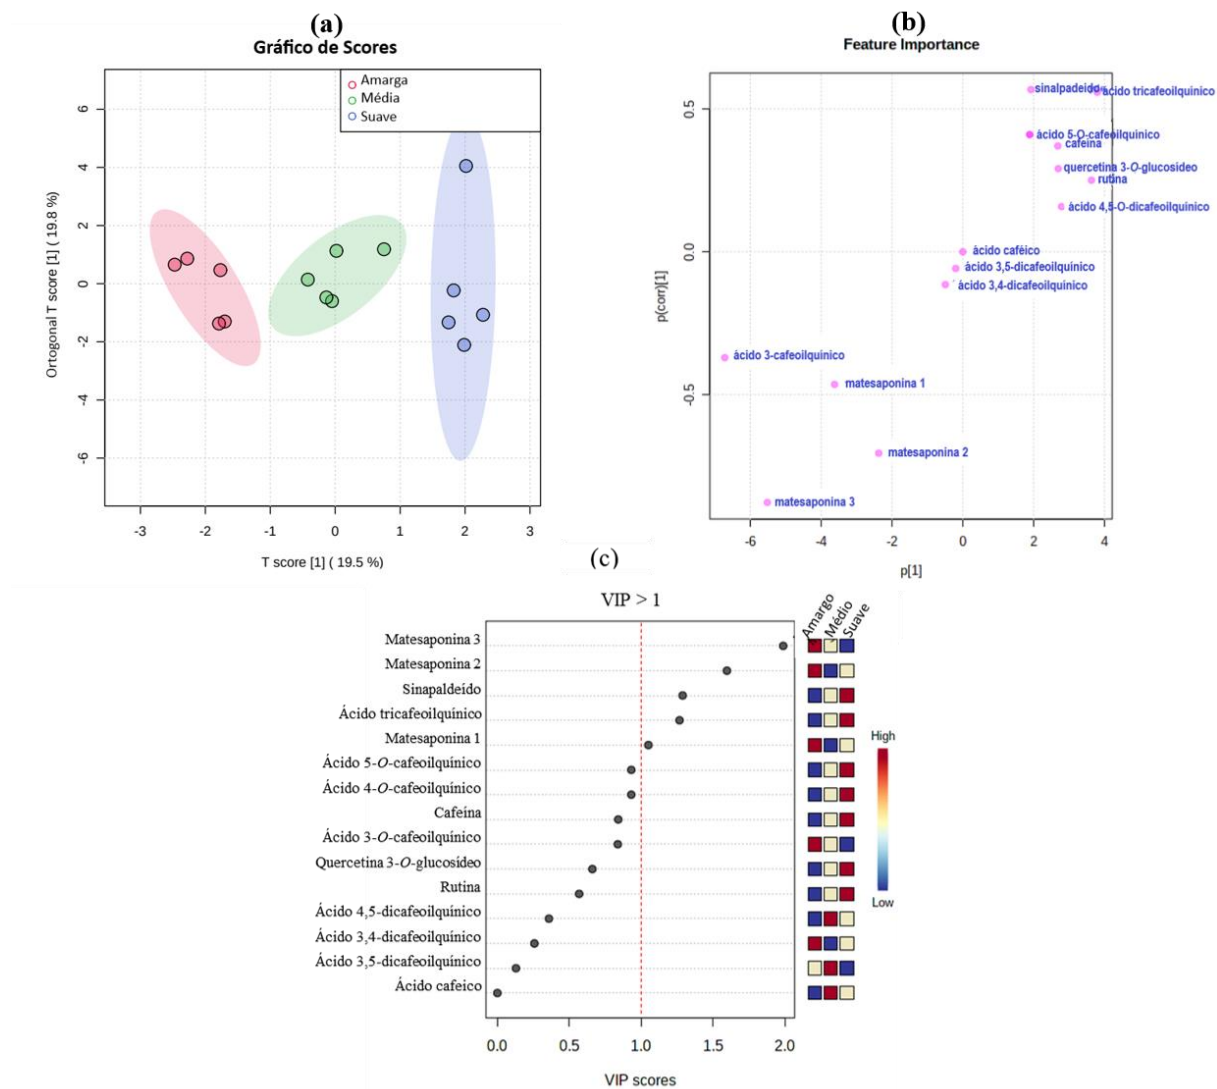 (a)
Gráfico de Scores
Amarga
Média
Suave
6
4
2
0
-2
-4
-6
Ortogonal T score [1] ( 19.8 %)
-3
-2
-1
0
1
2
3
T score [1] ( 19.5 %)
(b)
Feature Importance
sinalpadeído
ácido tricafeoilquínico
ácido 5-O-cafeoilquínico
cafeína
quercetina 3-O-glucosídeo
rutina
ácido 4,5-O-dicafeoilquínico
ácido caféico
ácido 3,5-dicafeoilquínico
ácido 3,4-dicafeoilquínico
ácido 3-cafeoilquínico
matesaponina 1
matesaponina 2
matesaponina 3
0.5
0.0
-0.5
p(corr)[1]
-6
-4
-2
0
2
4
p[1]
(c)
VIP > 1
Amargo
Médio
Suave
Matesaponina 3
Matesaponina 2
Sinapaldeído
Ácido tricafeoilquínico
Matesaponina 1
Ácido 5-O-cafeoilquínico
Ácido 4-O-cafeoilquínico
Cafeína
Ácido 3-O-cafeoilquínico
Quercetina 3-O-glucosídeo
Rutina
Ácido 4,5-dicafeoilquínico
Ácido 3,4-dicafeoilquínico
Ácido 3,5-dicafeoilquínico
Ácido cafeico
High
Low
0.0
0.5
1.0
1.5
2.0
VIP scores